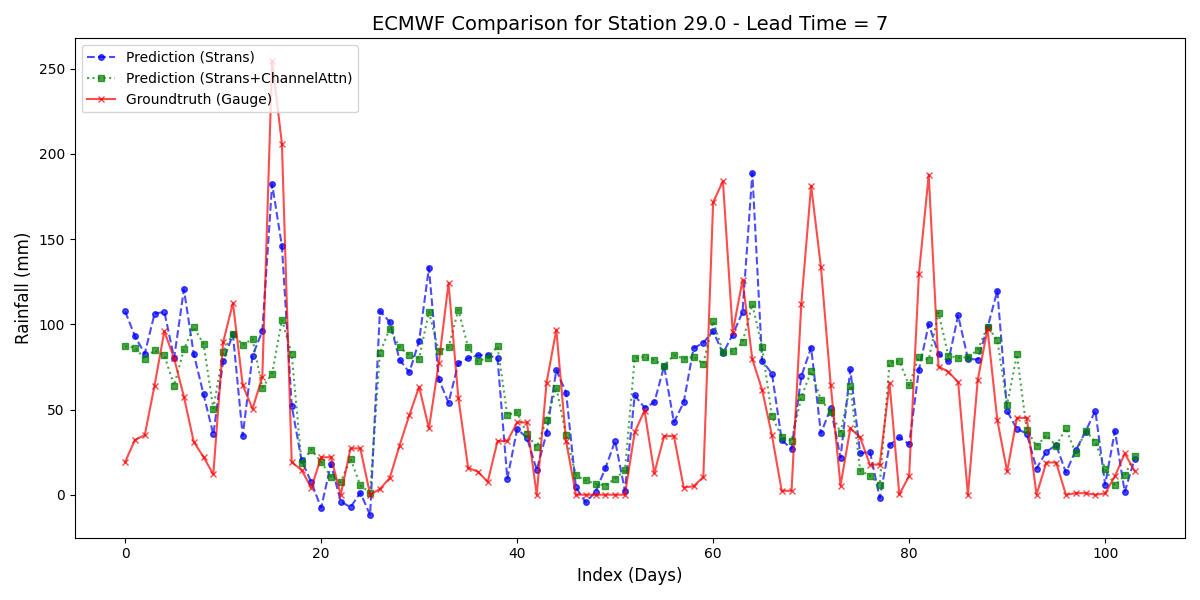 ECMWF Comparison for Station 29.0 - Lead Time = 7
Prediction (Strans)
Prediction (Strans+ChannelAttn)
Groundtruth (Gauge)
Rainfall (mm)
250
200
150
100
50
0
0 20 40 60 80 100
Index (Days)